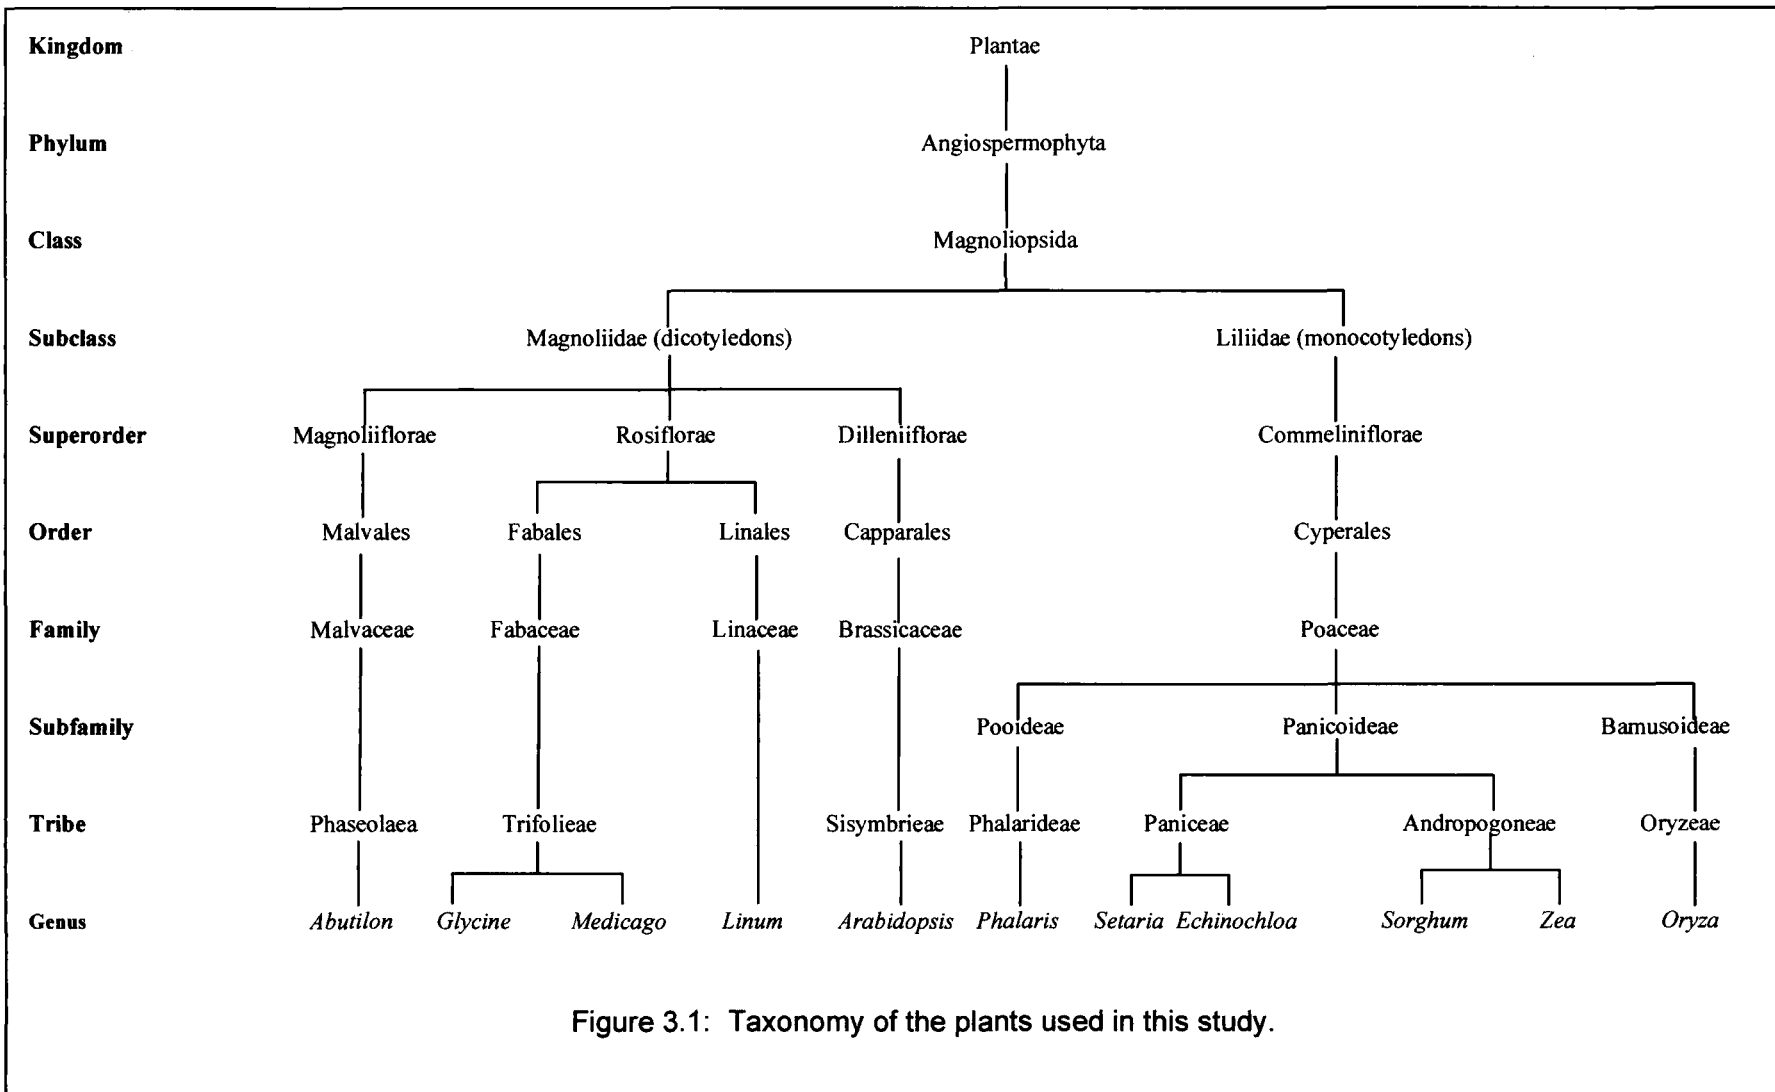 Kingdom Plantae
Phylum Angiospermophyta
Class Magnoliopsida
Subclass Magnoliidae (dicotyledons) Liliidae (monocotyledons)
Superorder Magnoliiflorae Rosiflorae Dilleniiflorae Commeliniflorae
Order Malvales Fabales Linales Capparales Cyperales
Family Malvaceae Fabaceae Linaceae Brassicaceae Poaceae
Subfamily Pooideae Panicoideae Bamusoideae
Tribe Phaseolaea Trifolieae Sisymbrieae Phalarideae Paniceae Andropogoneae Oryzeae
Genus Abutilon Glycine Medicago Linum Arabidopsis Phalaris Setaria Echinochloa Sorghum Zea Oryza
Figure 3.1: Taxonomy of the plants used in this study.